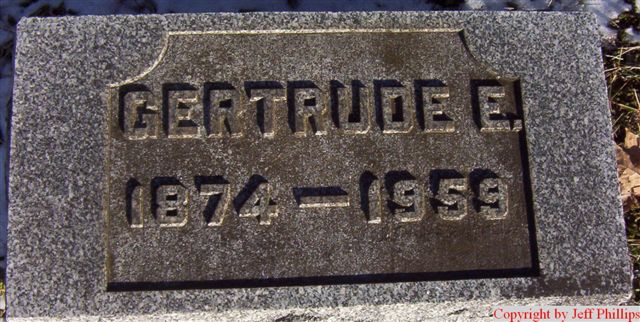 GERTRUDE E.
1874 — 1959
©Copyright by Jeff Phillips